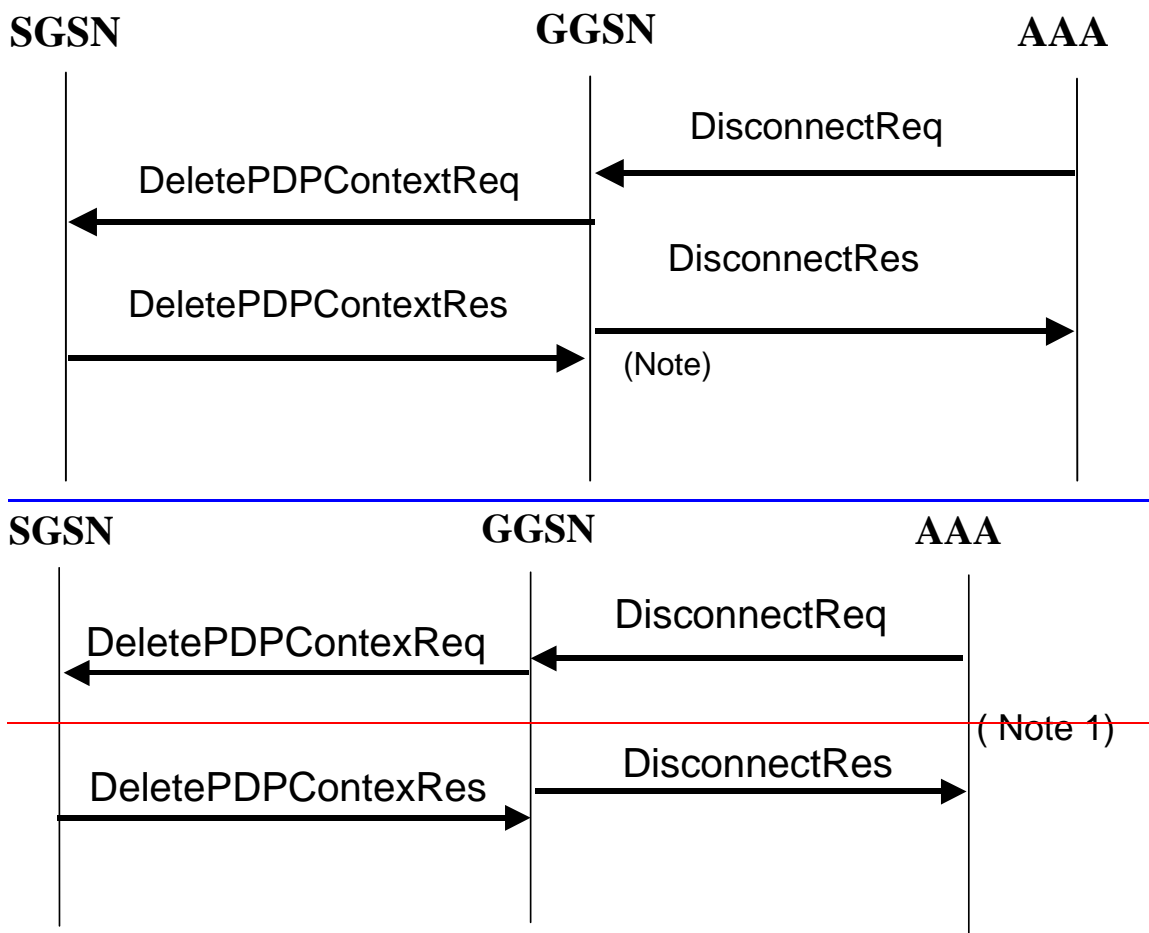 SGSN GGSN AAA
DisconnectReq
DeletePDPContextReq
DisconnectRes
DeletePDPContextRes
(Note)
SGSN GGSN AAA
DisconnectReq
DeletePDPContexReq
( Note 1)
DisconnectRes
DeletePDPContexRes